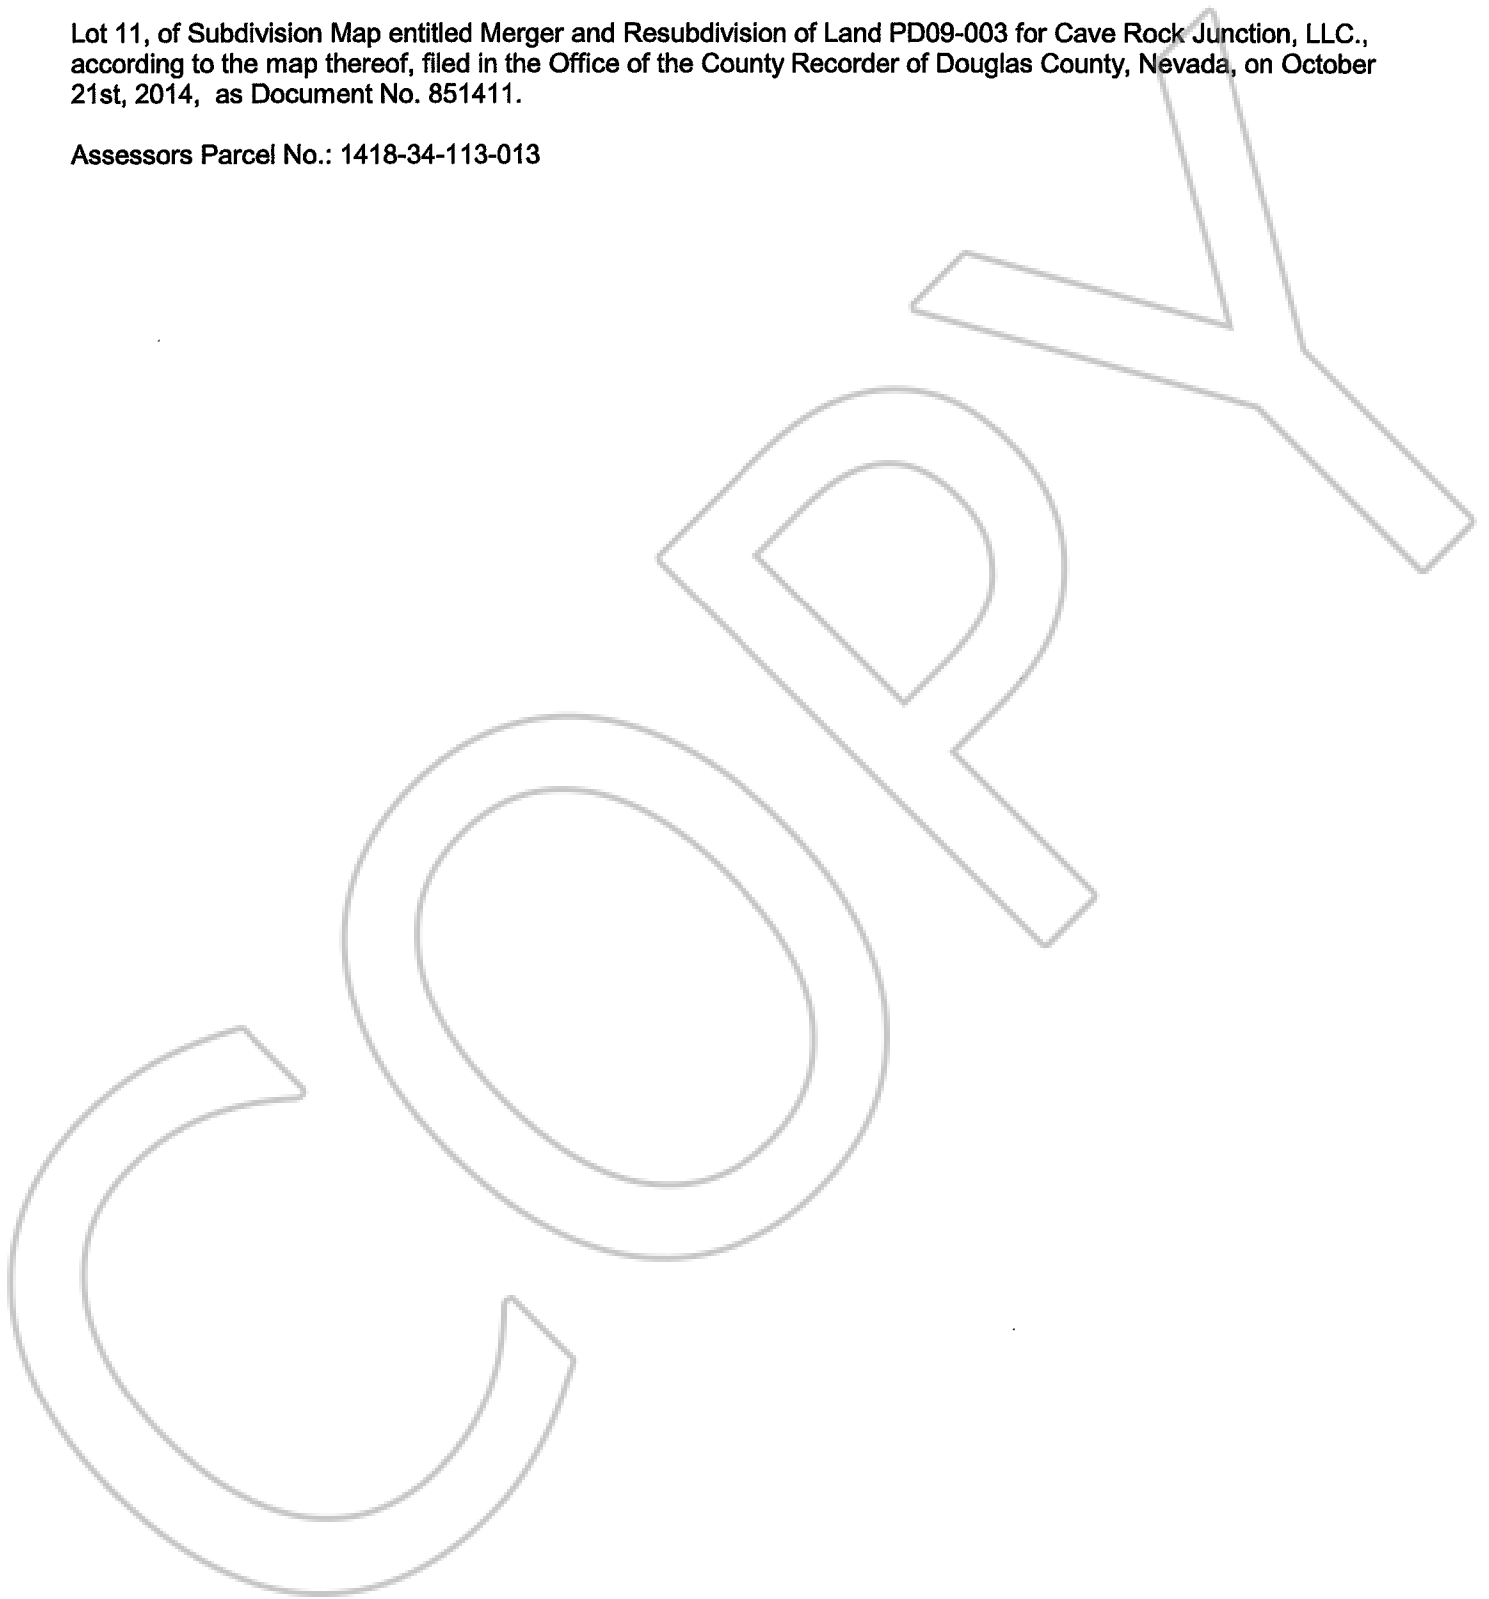 Lot 11, of Subdivision Map entitled Merger and Resubdivision of Land PD09-003 for Cave Rock Junction, LLC.,
according to the map thereof, filed in the Office of the County Recorder of Douglas County, Nevada, on October
21st, 2014,  as Document No. 851411.
Assessors Parcel No.: 1418-34-113-013
COPY